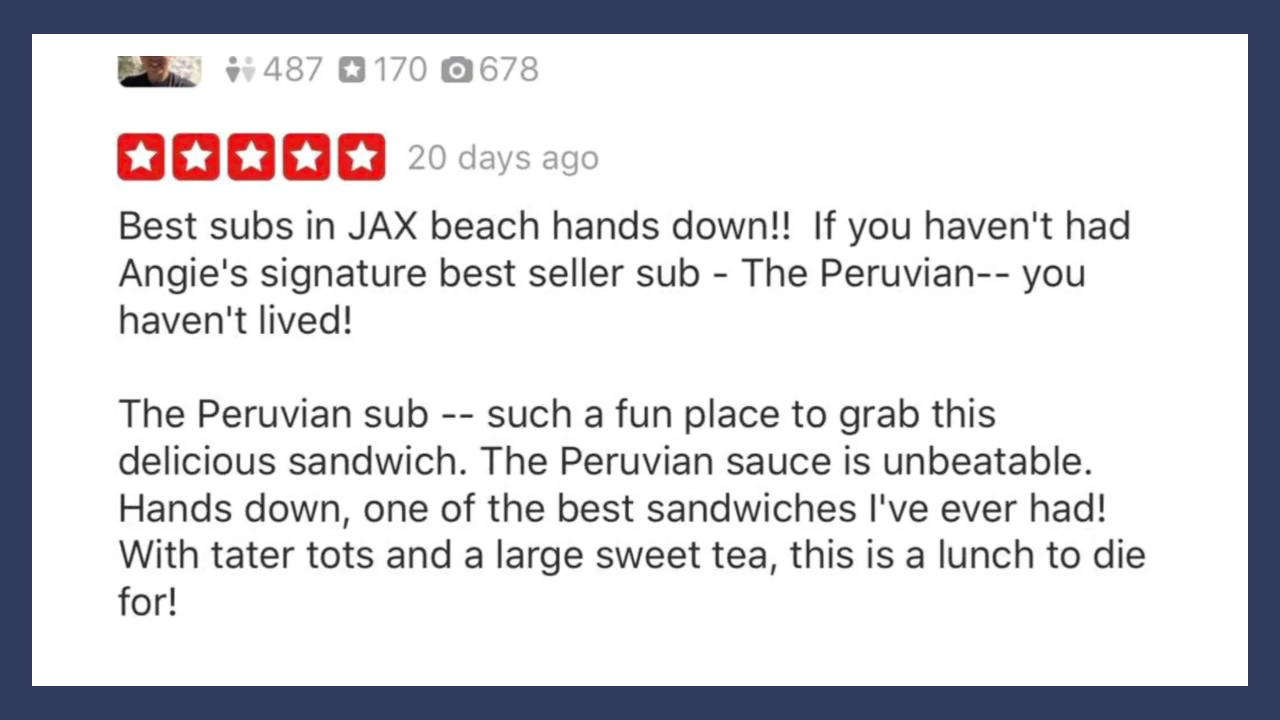 487 170 678
20 days ago
Best subs in JAX beach hands down!!  If you haven't had
Angie's signature best seller sub - The Peruvian-- you
haven't lived!
The Peruvian sub -- such a fun place to grab this
delicious sandwich. The Peruvian sauce is unbeatable.
Hands down, one of the best sandwiches I've ever had!
With tater tots and a large sweet tea, this is a lunch to die
for!